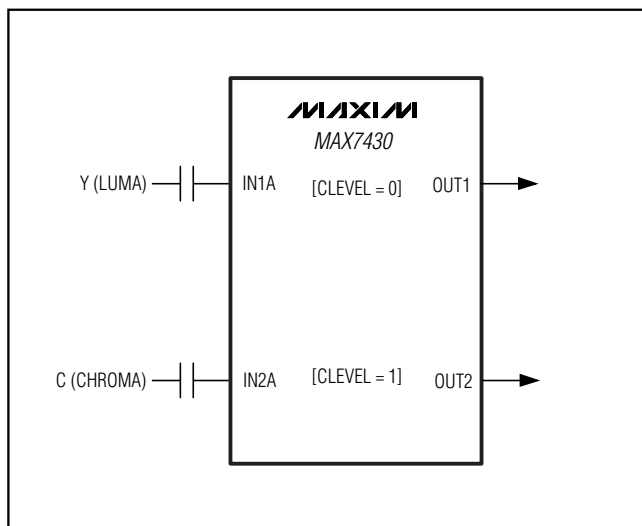 MAXIM
MAX7430
Y (LUMA) IN1A [CLEVEL = 0] OUT1
C (CHROMA) IN2A [CLEVEL = 1] OUT2